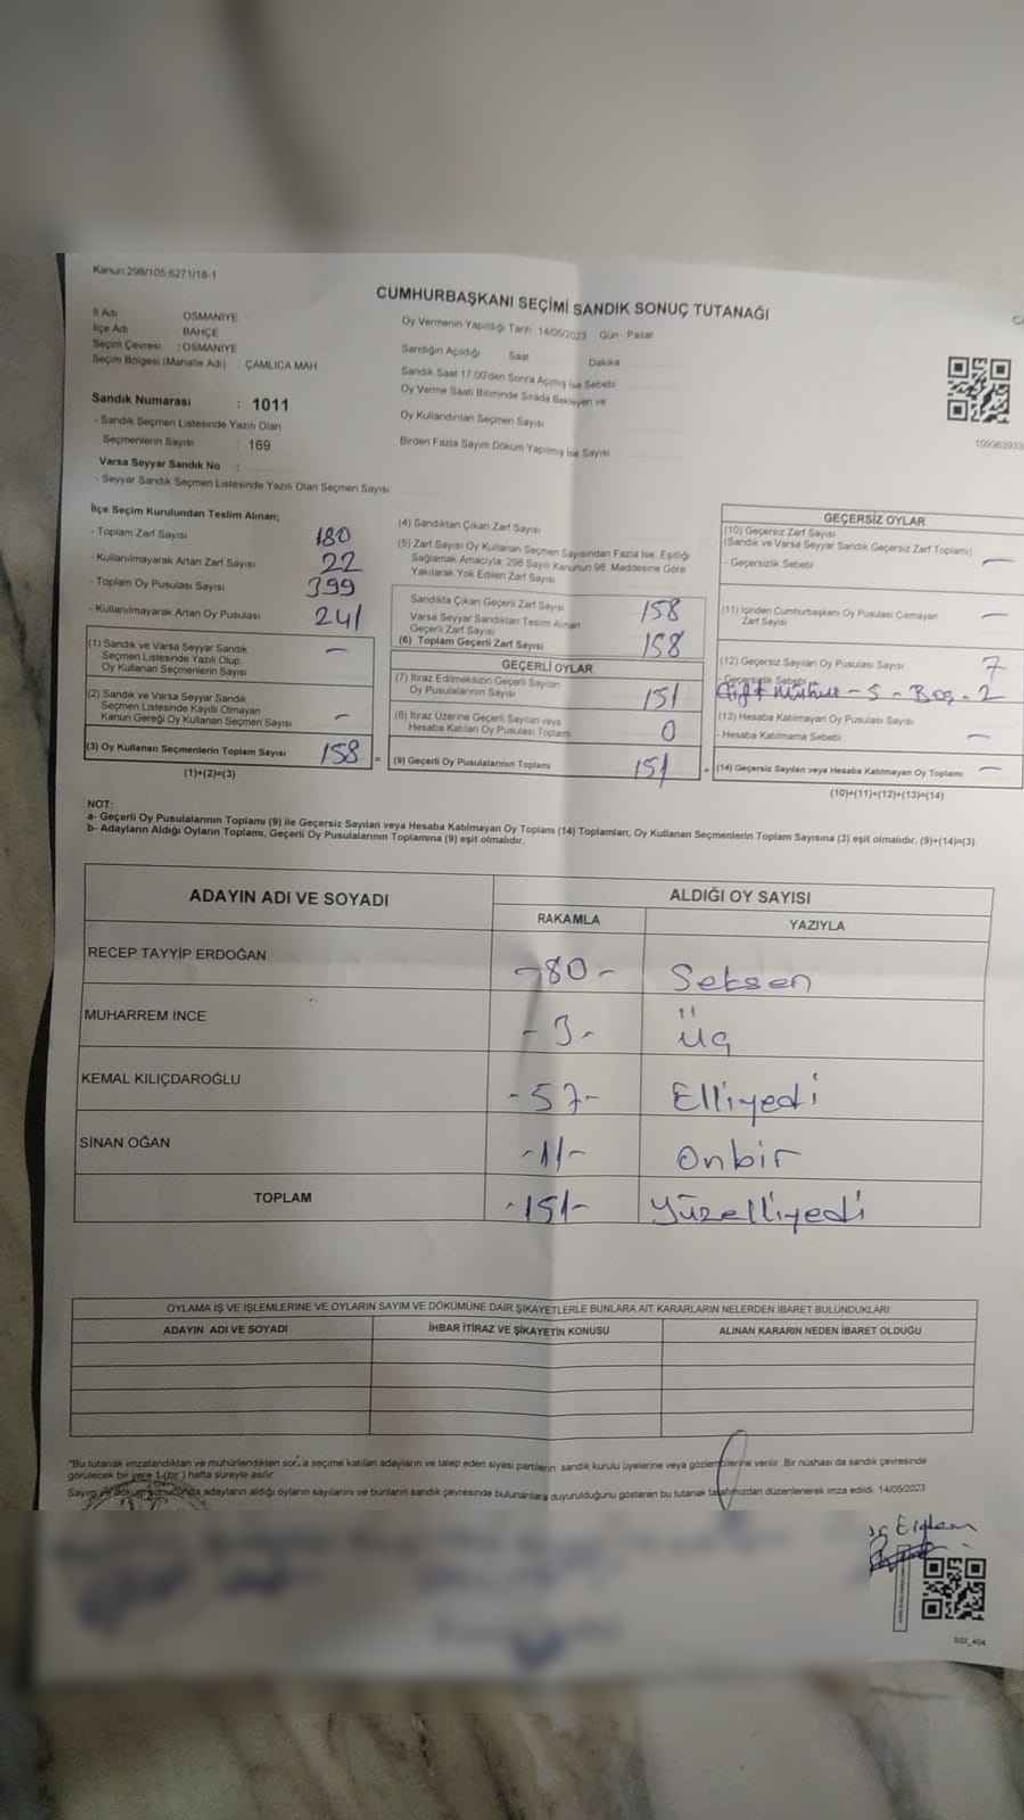 Kanun:298/105;6271/18-1
CUMHURBAŞKANI SEÇİMİ SANDIK SONUÇ TUTANAĞI
İl Adı OSMANİYE
İlçe Adı BAHÇE
Seçim Çevresi : OSMANİYE
Seçim Bölgesi (Mahalle Adı) : ÇAMLICA MAH
Sandık Numarası : 1011
- Sandık Seçmen Listesinde Yazılı Olan
Seçmenlerin Sayısı : 169
Varsa Seyyar Sandık No :
- Seyyar Sandık Seçmen Listesinde Yazılı Olan Seçmen Sayısı
Oy Vermenin Yapıldığı Tarih: 14/05/2023 Gün: Pazar
Sandığın Açıldığı Saat Dakika
Sandık Saat 17.00'den Sonra Açılmış ise Sebebi
Oy Verme Saati Bitiminde Sırada Bekleyen ve
Oy Kullandırılan Seçmen Sayısı
Birden Fazla Sayım Döküm Yapılmış ise Sayısı
İlçe Seçim Kurulundan Teslim Alınan;
- Toplam Zarf Sayısı 180
- Kullanılmayarak Artan Zarf Sayısı 22
- Toplam Oy Pusulası Sayısı 399
- Kullanılmayarak Artan Oy Pusulası 241
(1) Sandık ve Varsa Seyyar Sandık
Seçmen Listesinde Yazılı Olup,
Oy Kullanan Seçmenlerin Sayısı —
(2) Sandık ve Varsa Seyyar Sandık
Seçmen Listesinde Kayıtlı Olmayan
Kanun Gereği Oy Kullanan Seçmen Sayısı —
(3) Oy Kullanan Seçmenlerin Toplam Sayısı 158 =
(1)+(2)=(3)
(4) Sandıktan Çıkan Zarf Sayısı
(5) Zarf Sayısı Oy Kullanan Seçmen Sayısından Fazla ise, Eşitliği
Sağlamak Amacıyla; 298 Sayılı Kanunun 98. Maddesine Göre
Yakılarak Yok Edilen Zarf Sayısı
Sandıkta Çıkan Geçerli Zarf Sayısı 158
Varsa Seyyar Sandıktan Teslim Alınan
Geçerli Zarf Sayısı
(6) Toplam Geçerli Zarf Sayısı 158
GEÇERLİ OYLAR
(7) İtiraz Edilmeksizin Geçerli Sayılan
Oy Pusulalarının Sayısı 151
(8) İtiraz Üzerine Geçerli Sayılan veya
Hesaba Katılan Oy Pusulası Toplamı 0
(9) Geçerli Oy Pusulalarının Toplamı 151 +
GEÇERSİZ OYLAR
(10) Geçersiz Zarf Sayısı
(Sandık ve Varsa Seyyar Sandık Geçersiz Zarf Toplamı)
- Geçersizlik Sebebi —
(11) İçinden Cumhurbaşkanı Oy Pusulası Çıkmayan
Zarf Sayısı —
(12) Geçersiz Sayılan Oy Pusulası Sayısı 7
- Geçersizlik Sebebi
Çift Mühür - 5 - Boş - 2
(13) Hesaba Katılmayan Oy Pusulası Sayısı
- Hesaba Katılmama Sebebi —
(14) Geçersiz Sayılan veya Hesaba Katılmayan Oy Toplamı —
(10)+(11)+(12)+(13)=(14)
NOT:
a- Geçerli Oy Pusulalarının Toplamı (9) ile Geçersiz Sayılan veya Hesaba Katılmayan Oy Toplamı (14) Toplamları, Oy Kullanan Seçmenlerin Toplam Sayısına (3) eşit olmalıdır. (9)+(14)=(3)
b- Adayların Aldığı Oyların Toplamı, Geçerli Oy Pusulalarının Toplamına (9) eşit olmalıdır.
ADAYIN ADI VE SOYADI ALDIĞI OY SAYISI
RAKAMLA YAZIYLA
RECEP TAYYİP ERDOĞAN -80- Seksen
MUHARREM İNCE -3- Üç
KEMAL KILIÇDAROĞLU -57- Elliyedi
SİNAN OĞAN -11- Onbir
TOPLAM -151- Yüzelliyedi
OYLAMA İŞ VE İŞLEMLERİNE VE OYLARIN SAYIM VE DÖKÜMÜNE DAİR ŞİKAYETLERLE BUNLARA AİT KARARLARIN NELERDEN İBARET BULUNDUKLARI
ADAYIN ADI VE SOYADI İHBAR İTİRAZ VE ŞİKAYETİN KONUSU ALINAN KARARIN NEDEN İBARET OLDUĞU
"Bu tutanak imzalandıktan ve mühürlendikten sonra seçime katılan adayların ve talep eden siyasi partilerin sandık kurulu üyelerine veya gözlemcilerine verilir. Bir nüshası da sandık çevresinde
görülecek bir yere 1 (bir) hafta süreyle asılır.
Sayım ve döküm sonucunda adayların aldığı oyların sayılarını ve bunların sandık çevresinde bulunanlara duyurulduğunu gösteren bu tutanak tarafımızdan düzenlenerek imza edildi. 14/05/2023